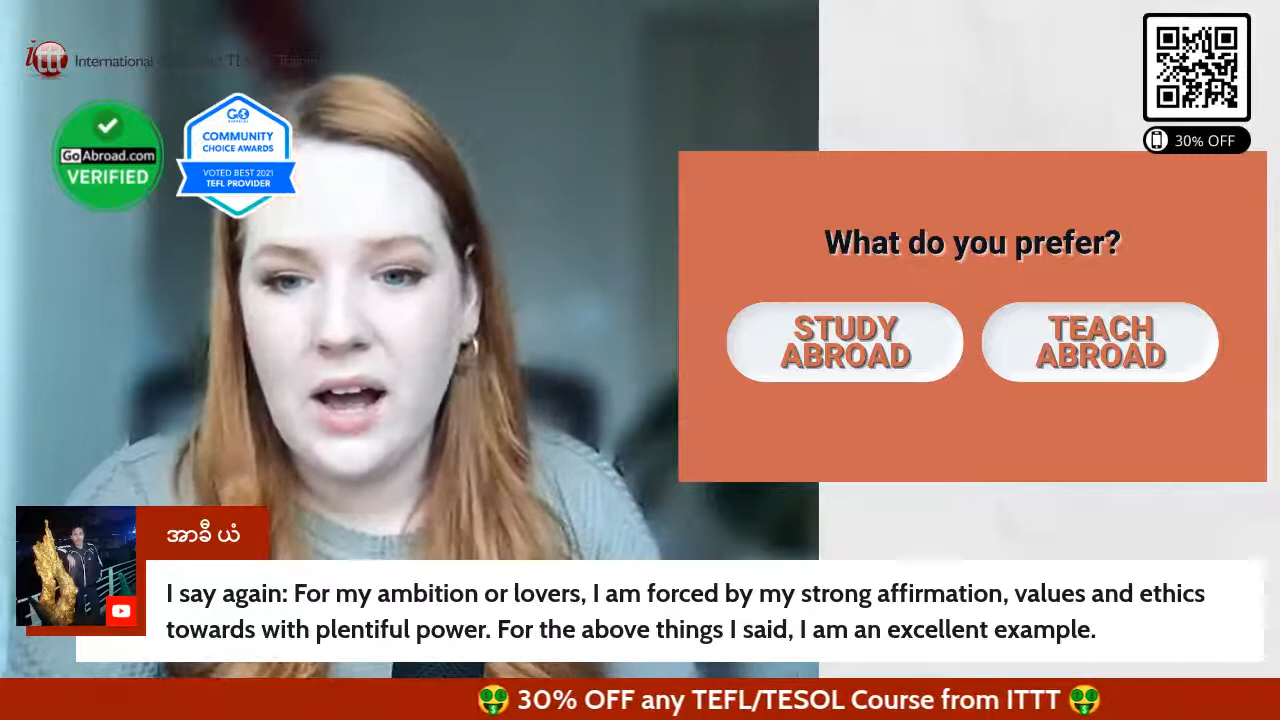 ittt International
30% OFF
GoAbroad.com
VERIFIED
GO
COMMUNITY
CHOICE AWARDS
VOTED BEST 2021
TEFL PROVIDER
What do you prefer?
STUDY
ABROAD
TEACH
ABROAD
အာခီ ယံ
I say again: For my ambition or lovers, I am forced by my strong affirmation, values and ethics
towards with plentiful power. For the above things I said, I am an excellent example.
30% OFF any TEFL/TESOL Course from ITTT